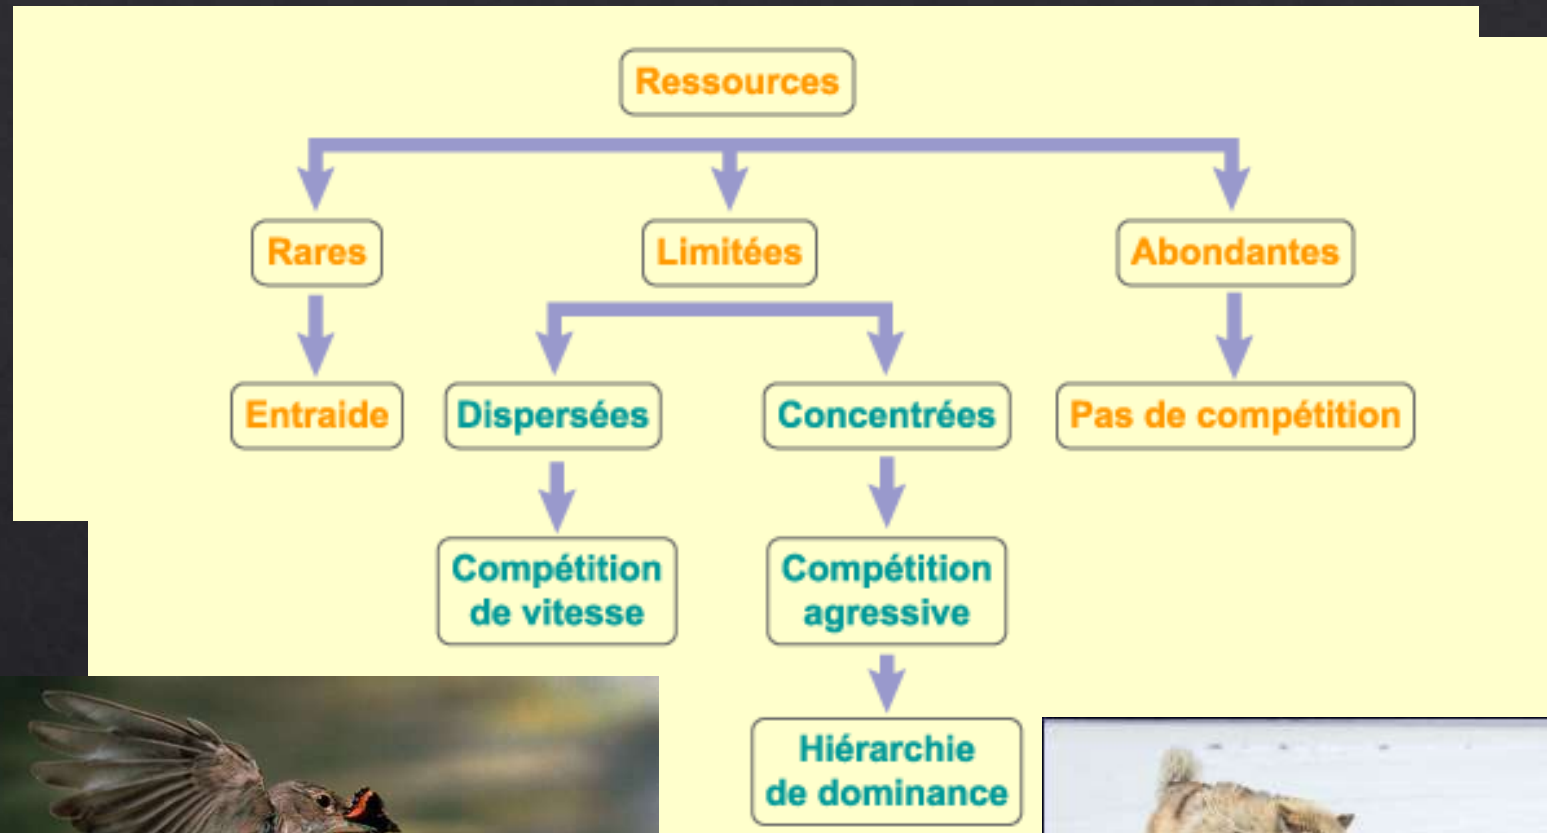 Ressources
Rares
Limitées
Abondantes
Entraide
Dispersées
Concentrées
Pas de compétition
Compétition
de vitesse
Compétition
agressive
Hiérarchie
de dominance